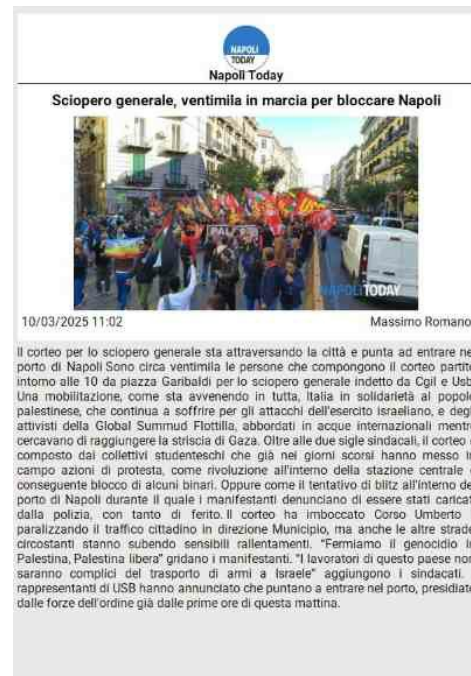 NAPOLI
TODAY
Napoli Today
Sciopero generale, ventimila in marcia per bloccare Napoli
PALES
NAPOLITODAY
10/03/2025 11:02
Massimo Romano
Il corteo per lo sciopero generale sta attraversando la città e punta ad entrare ne
porto di Napoli Sono circa ventimila le persone che compongono il corteo partito
intorno alle 10 da piazza Garibaldi per lo sciopero generale indetto da Cgil e Usb
Una mobilitazione, come sta avvenendo in tutta, Italia in solidarietà al popolo
palestinese, che continua a soffrire per gli attacchi dell'esercito israeliano, e degl
attivisti della Global Summud Flottilla, abbordati in acque internazionali mentre
cercavano di raggiungere la striscia di Gaza. Oltre alle due sigle sindacali, il corteo
composto dai collettivi studenteschi che già nei giorni scorsi hanno messo in
campo azioni di protesta, come rivoluzione all'interno della stazione centrale
conseguente blocco di alcuni binari. Oppure come il tentativo di blitz all'interno de
porto di Napoli durante il quale i manifestanti denunciano di essere stati caricat
dalla polizia, con tanto di ferito. Il corteo ha imboccato Corso Umberto
paralizzando il traffico cittadino in direzione Municipio, ma anche le altre strade
circostanti stanno subendo sensibili rallentamenti. "Fermiamo il genocidio in
Palestina, Palestina libera" gridano i manifestanti. "I lavoratori di questo paese non
saranno complici del trasporto di armi a Israele" aggiungono i sindacati.
rappresentanti di USB hanno annunciato che puntano a entrare nel porto, presidiato
dalle forze dell'ordine già dalle prime ore di questa mattina.